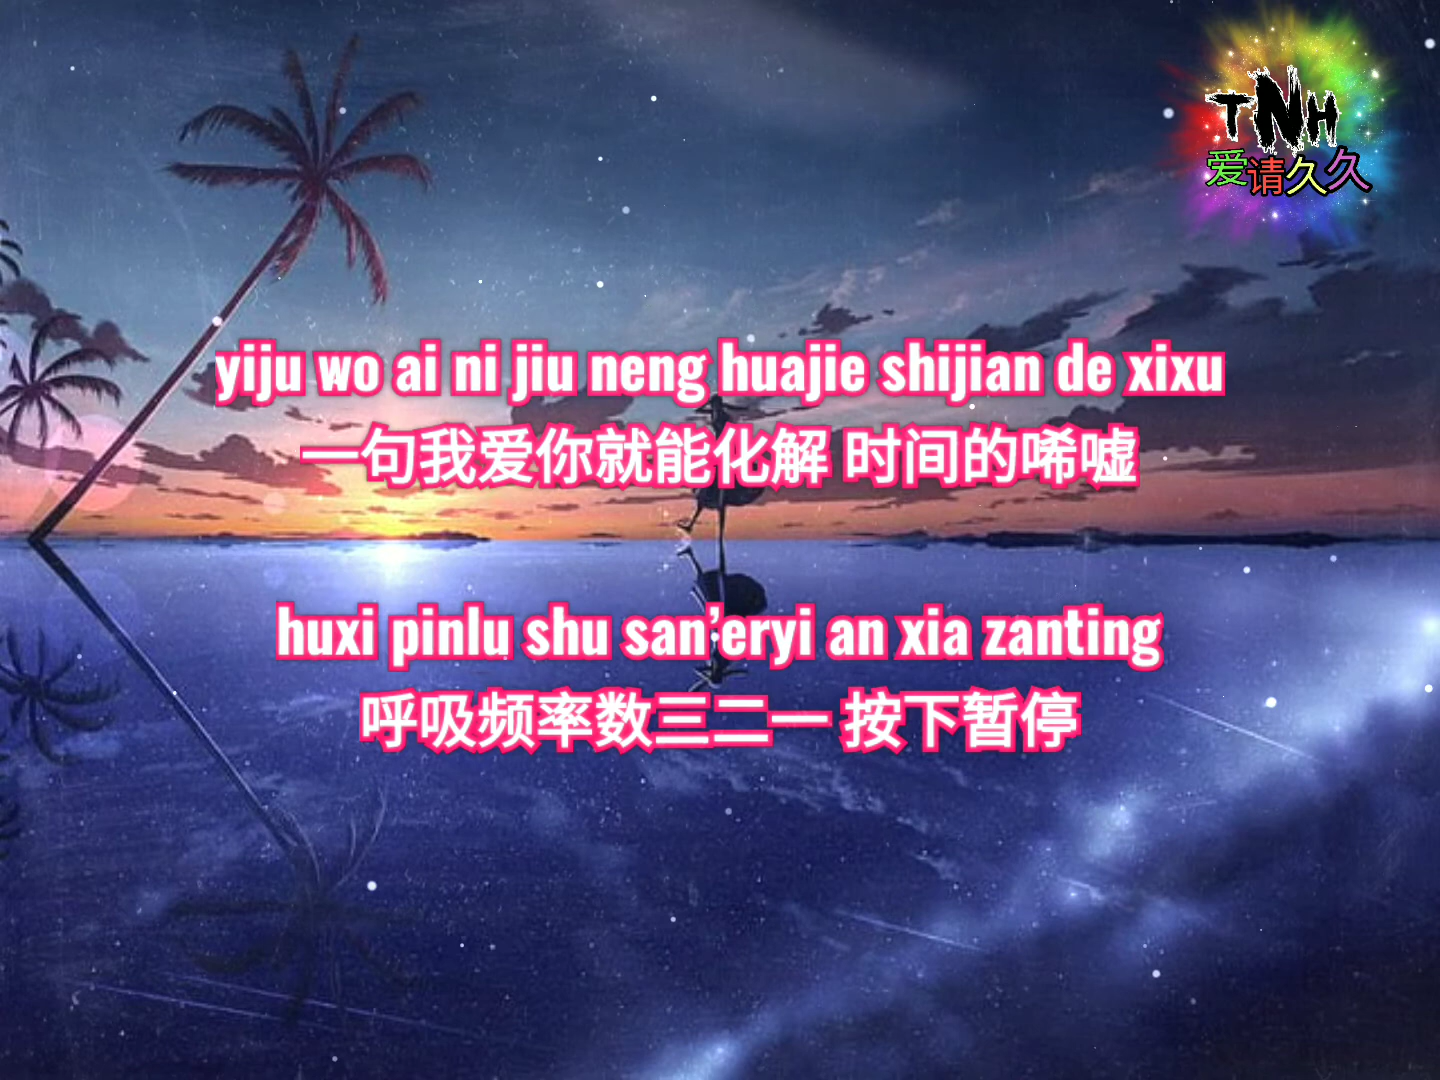 TNH
爱请久久
yiju wo ai ni jiu neng huajie shijian de xixu
一句我爱你就能化解 时间的唏嘘
huxi pinlu shu san’eryi an xia zanting
呼吸频率数三二一 按下暂停